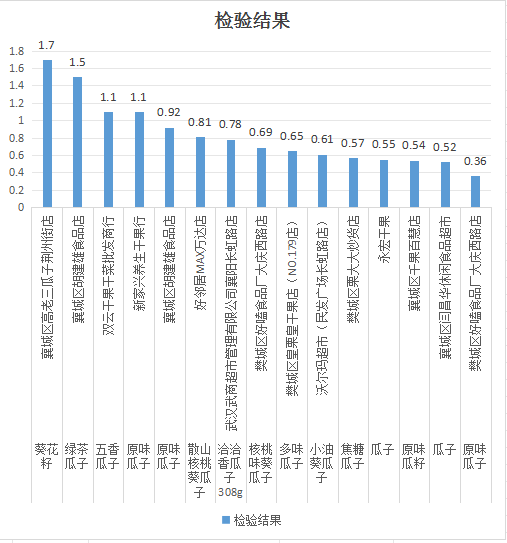 检验结果
1.8
1.6
1.4
1.2
1
0.8
0.6
0.4
0.2
0
1.7
1.5
1.1
1.1
0.92
0.81
0.78
0.69
0.65
0.61
0.57
0.55
0.54
0.52
0.36
襄城区高老三瓜子荆州街店
襄城区胡建雄食品店
双云干果干菜批发商行
新家兴养生干果行
襄城区胡建雄食品店
好邻居MAX万达店
武汉武商超市管理有限公司襄阳长虹路店
樊城区好嗑食品厂大庆西路店
樊城区皇栗皇干果店（NO.179店）
沃尔玛超市（民发广场长虹路店）
樊城区栗大大炒货店
永宏干果
襄城区千果百慧店
襄城区闫昌华休闲食品超市
樊城区好嗑食品厂大庆西路店
葵花籽
绿茶瓜子
五香瓜子
原味瓜子
原味瓜子
散山核桃葵瓜子
洽洽香瓜子308g
核桃味葵瓜子
多味瓜子
小油葵瓜子
焦糖瓜子
瓜子
原味瓜籽
瓜子
原味瓜子
检验结果